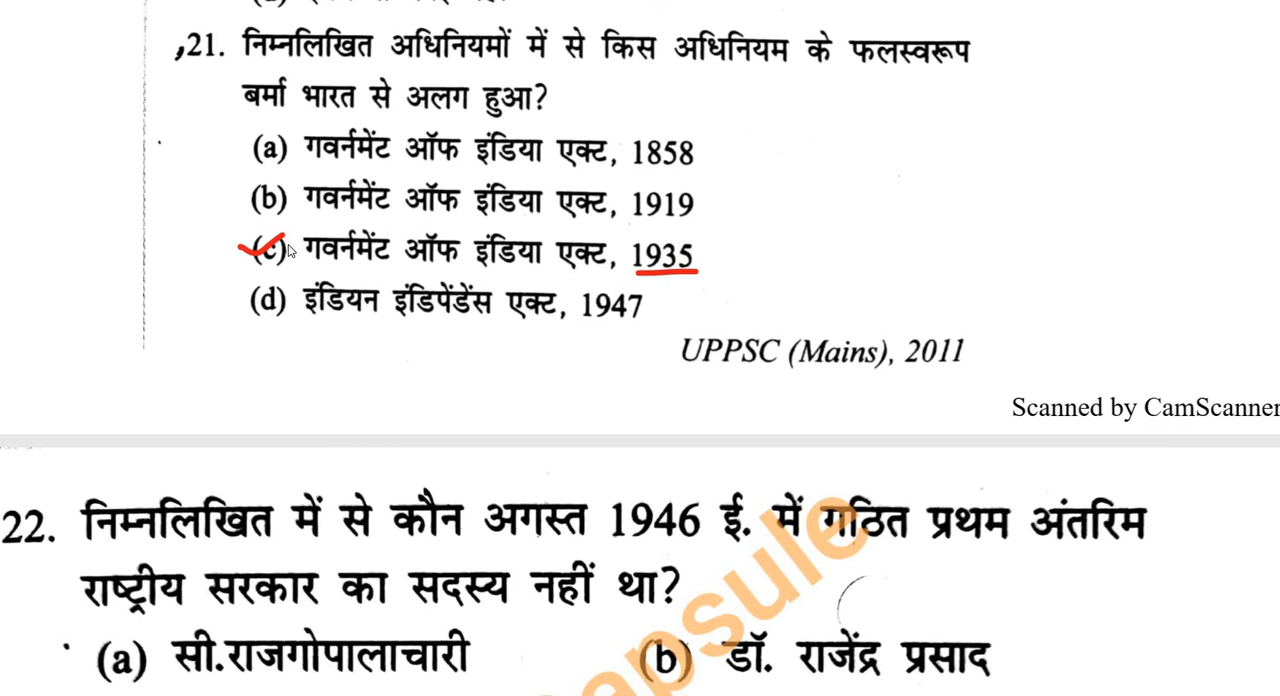 21. निम्नलिखित अधिनियमों में से किस अधिनियम के फलस्वरूप
बर्मा भारत से अलग हुआ?
(a) गवर्नमेंट ऑफ इंडिया एक्ट, 1858
(b) गवर्नमेंट ऑफ इंडिया एक्ट, 1919
(c) गवर्नमेंट ऑफ इंडिया एक्ट, 1935
(d) इंडियन इंडिपेंडेंस एक्ट, 1947
UPPSC (Mains), 2011
Scanned by CamScanner
22. निम्नलिखित में से कौन अगस्त 1946 ई. में गठित प्रथम अंतरिम
राष्ट्रीय सरकार का सदस्य नहीं था?
(a) सी.राजगोपालाचारी (b) डॉ. राजेंद्र प्रसाद